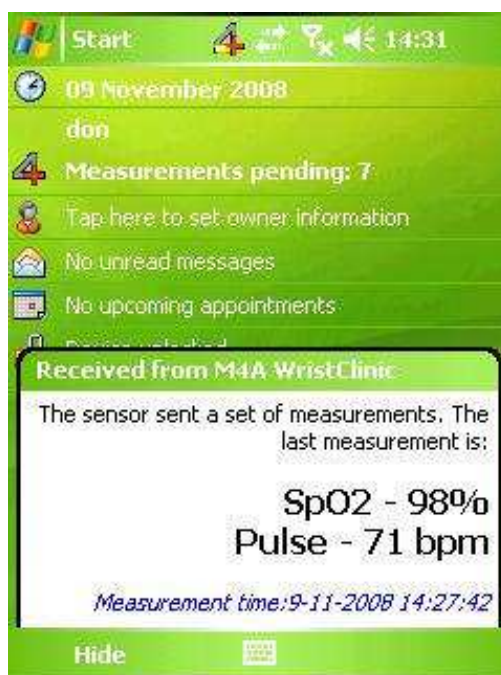 Start
14:31
09 November 2008
don
Measurements pending: 7
Tap here to set owner information
No unread messages
No upcoming appointments
Received from M4A WristClinic
The sensor sent a set of measurements. The
last measurement is:
SpO2 - 98%
Pulse - 71 bpm
Measurement time:9-11-2008 14:27:42
Hide